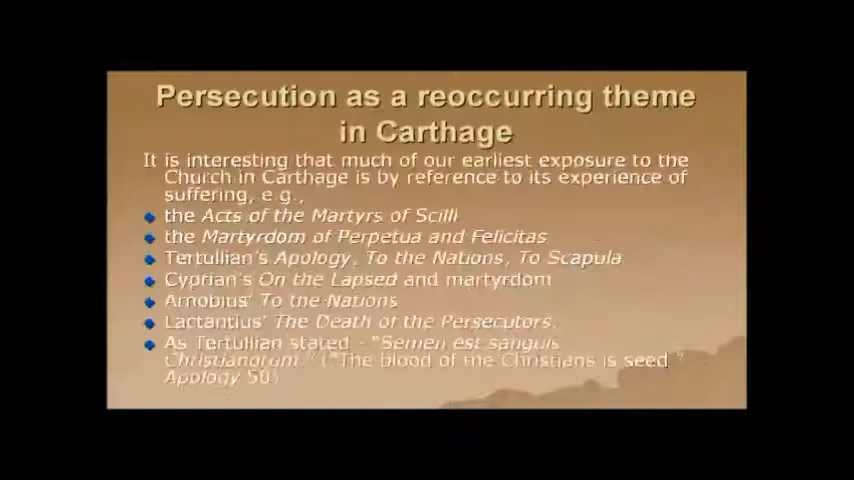 Persecution as a reoccurring theme
in Carthage
It is interesting that much of our earliest exposure to the
Church in Carthage is by reference to its experience of
suffering, e.g.,
the Acts of the Martyrs of Scilli
the Martyrdom of Perpetua and Felicitas
Tertullian's Apology, To the Nations, To Scapula
Cyprian's On the Lapsed and martyrdom
Arnobius' To the Nations
Lactantius' The Death of the Persecutors.
As Tertullian stated - "Semen est sanguis
Christianorum." ("The blood of the Christians is seed."
Apology 50)